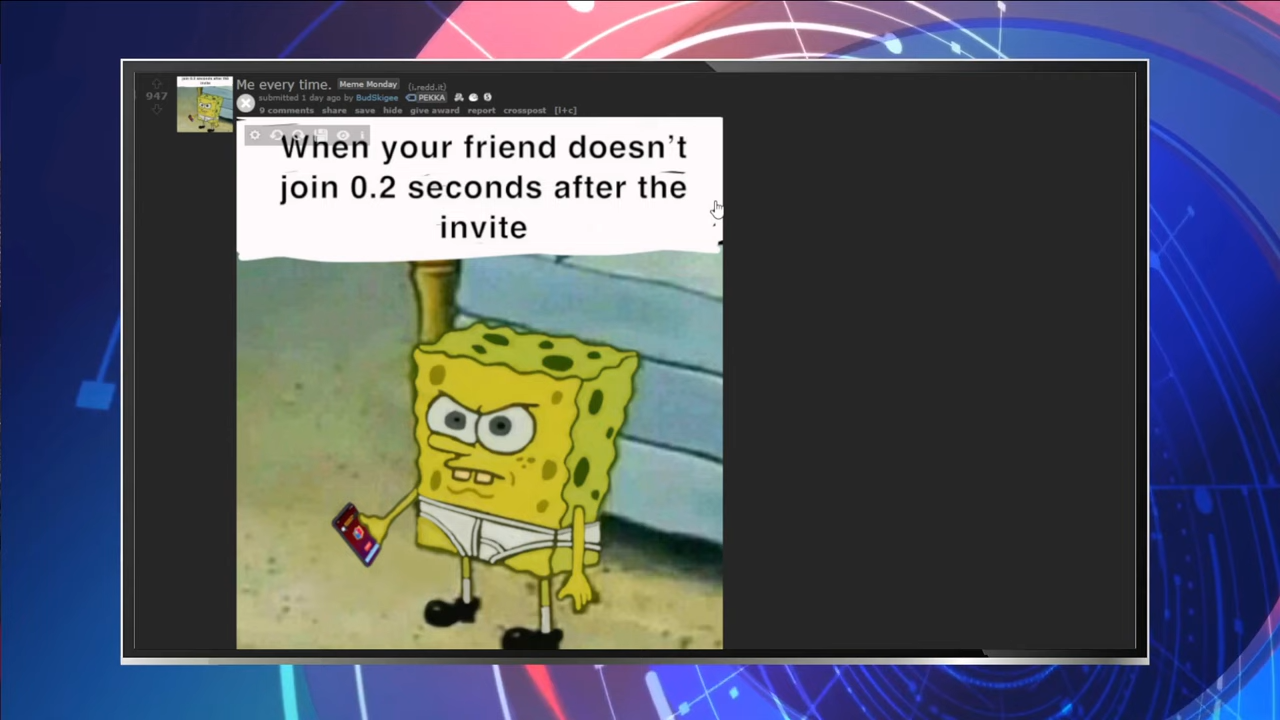 Me every time. Meme Monday (i.redd.it)
947
submitted 1 day ago by BudSkigee PEKKA
9 comments share save hide give award report crosspost [l+c]
When your friend doesn't
join 0.2 seconds after the
invite